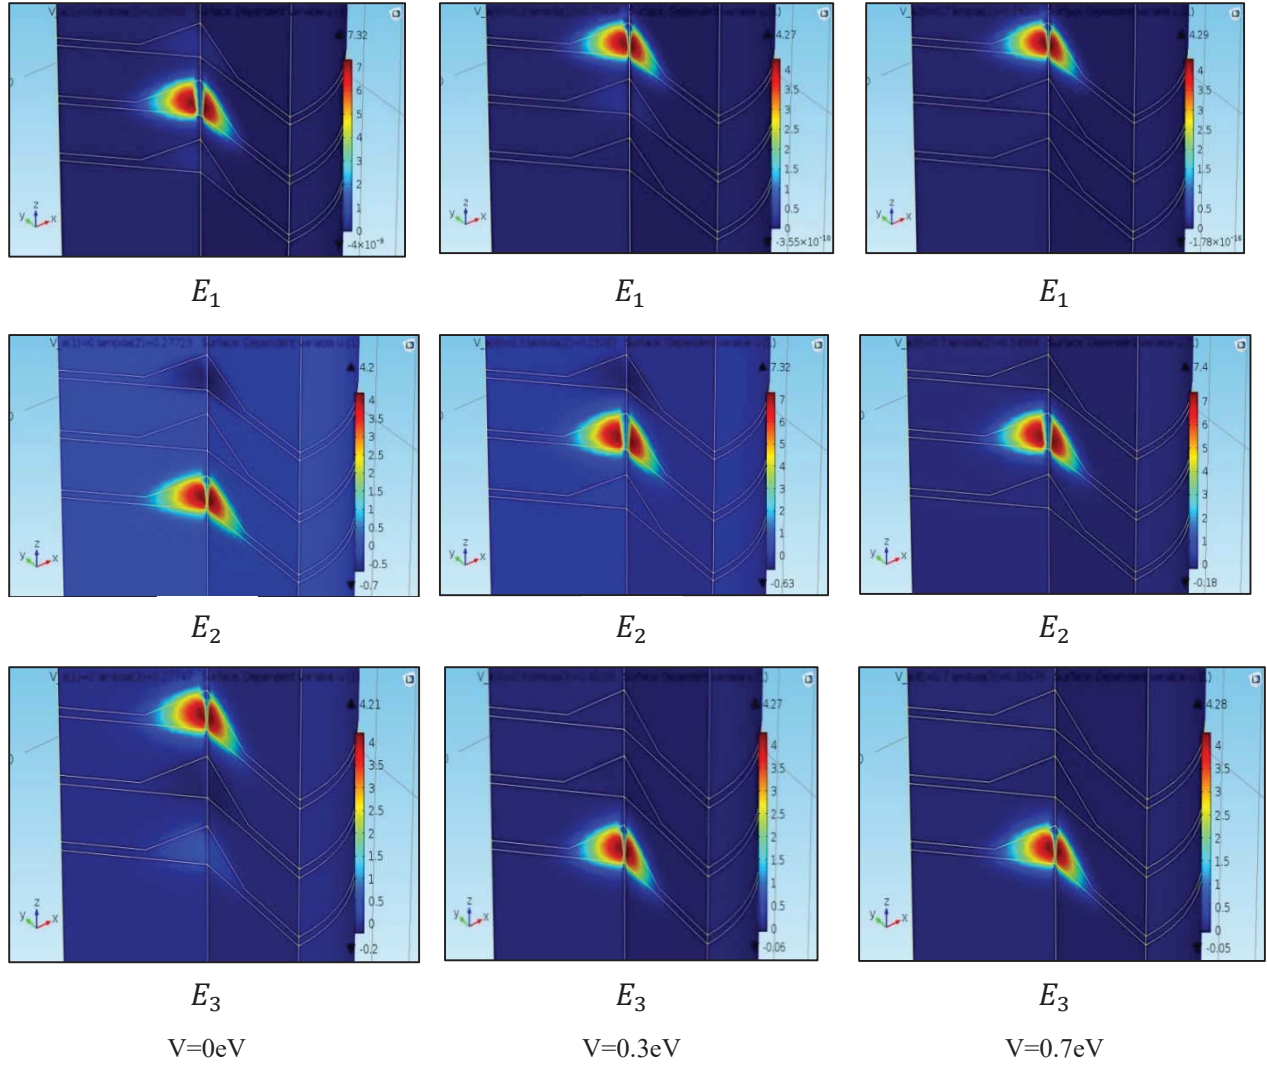 7.32
7
6
5
4
3
2
1
0
-4×10⁻⁹
z
y
x
E₁
4.27
4
3.5
3
2.5
2
1.5
1
0.5
0
-3.55×10⁻¹⁰
z
y
x
E₁
4.29
4
3.5
3
2.5
2
1.5
1
0.5
0
-1.78×10⁻¹⁶
z
y
x
E₁
4.2
4
3.5
3
2.5
2
1.5
1
0.5
0
-0.5
-0.7
z
y
x
E₂
7.32
7
6
5
4
3
2
1
0
-0.63
z
y
x
E₂
7.4
7
6
5
4
3
2
1
0
-0.18
z
y
x
E₂
4.21
4
3.5
3
2.5
2
1.5
1
0.5
0
-0.2
z
y
x
E₃
4.27
4
3.5
3
2.5
2
1.5
1
0.5
0
-0.06
z
y
x
E₃
4.28
4
3.5
3
2.5
2
1.5
1
0.5
0
-0.05
z
y
x
E₃
V=0eV
V=0.3eV
V=0.7eV